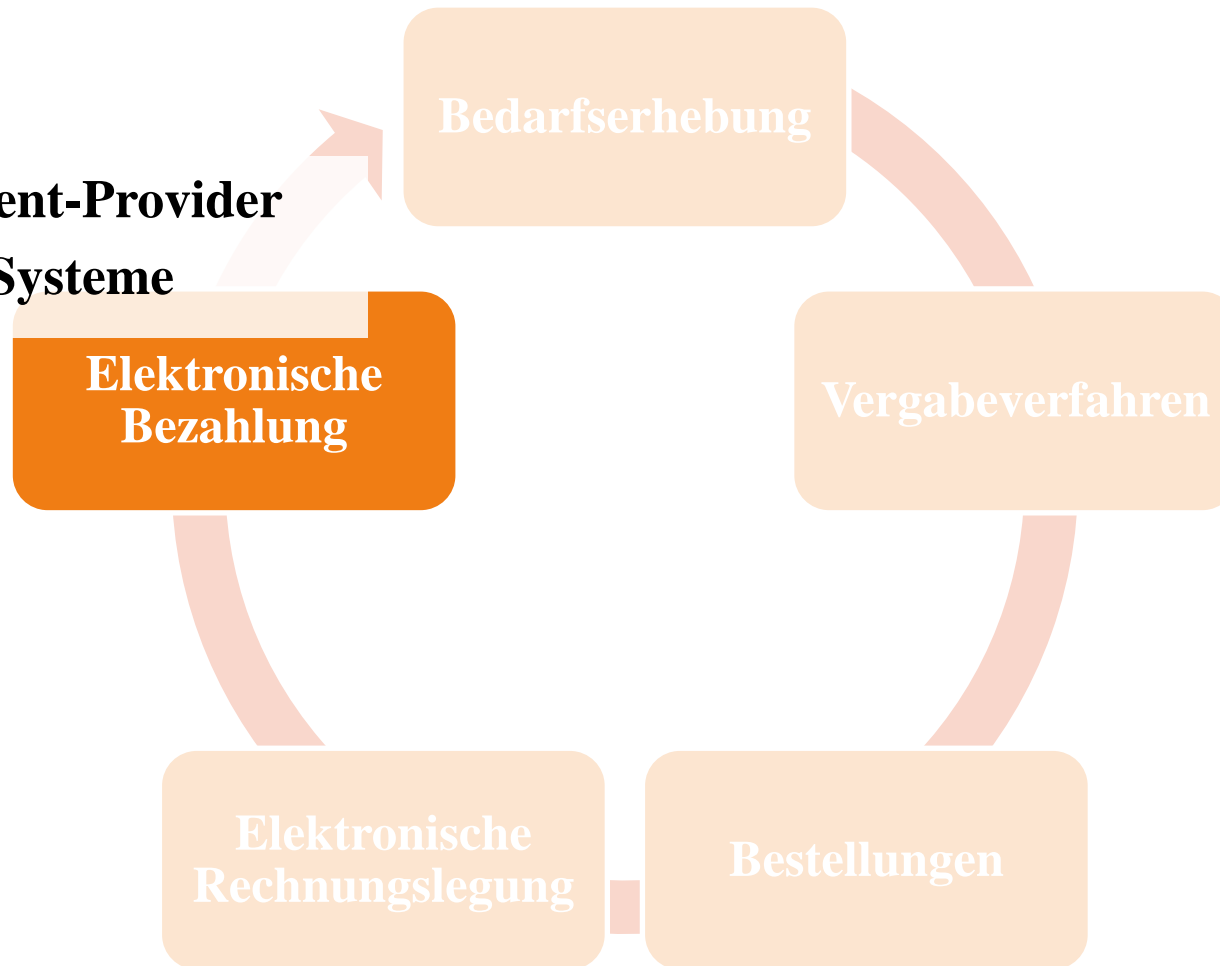 Bedarfserhebung
ent-Provider
Systeme
Elektronische
Bezahlung
Vergabeverfahren
Elektronische
Rechnungslegung
Bestellungen